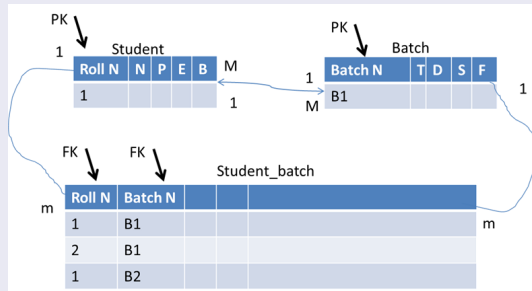 PK
PK
1
Student
Batch
Roll N N P E B
M
1
Batch N T D S F
1
1
1
M
B1
FK
FK
Student_batch
m
Roll N Batch N
m
1 B1
2 B1
1 B2